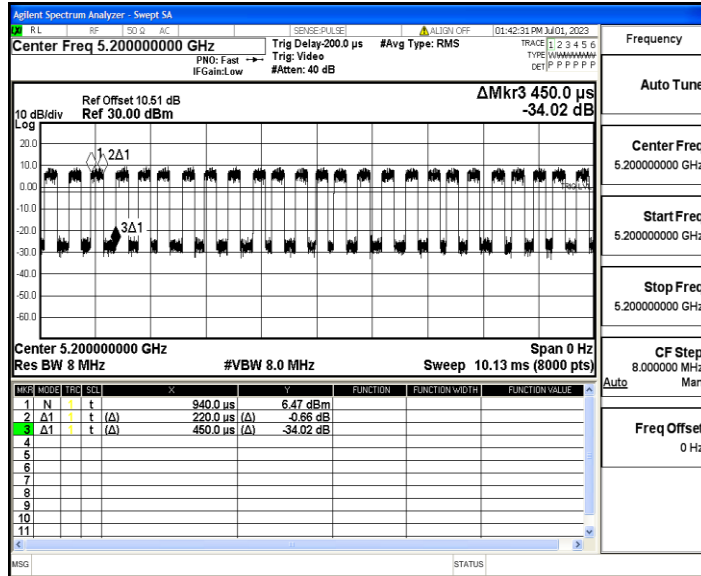 Agilent Spectrum Analyzer - Swept SA
LXI RL RF 50 Ω AC SENSE:PULSE ALIGN OFF 01:42:31 PM Jul 01, 2023
Center Freq 5.200000000 GHz
PNO: Fast
IFGain:Low
Trig Delay-200.0 µs
Trig: Video
#Atten: 40 dB
#Avg Type: RMS
TRACE 1 2 3 4 5 6
TYPE WWWWWW
DET P P P P P P
Ref Offset 10.51 dB
10 dB/div Ref 30.00 dBm
Log
ΔMkr3 450.0 µs
-34.02 dB
20.0
10.0
0.00
-10.0
-20.0
-30.0
-40.0
-50.0
-60.0
1 2Δ1
3Δ1
TRIG LVL
Center 5.200000000 GHz Span 0 Hz
Res BW 8 MHz #VBW 8.0 MHz Sweep 10.13 ms (8000 pts)
MKR MODE TRC SCL X Y FUNCTION FUNCTION WIDTH FUNCTION VALUE
1 N 1 t 940.0 µs 6.47 dBm
2 Δ1 1 t (Δ) 220.0 µs (Δ) -0.66 dB
3 Δ1 1 t (Δ) 450.0 µs (Δ) -34.02 dB
4
5
6
7
8
9
10
11
MSG STATUS
Frequency
Auto Tune
Center Freq
5.200000000 GHz
Start Freq
5.200000000 GHz
Stop Freq
5.200000000 GHz
CF Step
8.000000 MHz
Auto Man
Freq Offset
0 Hz